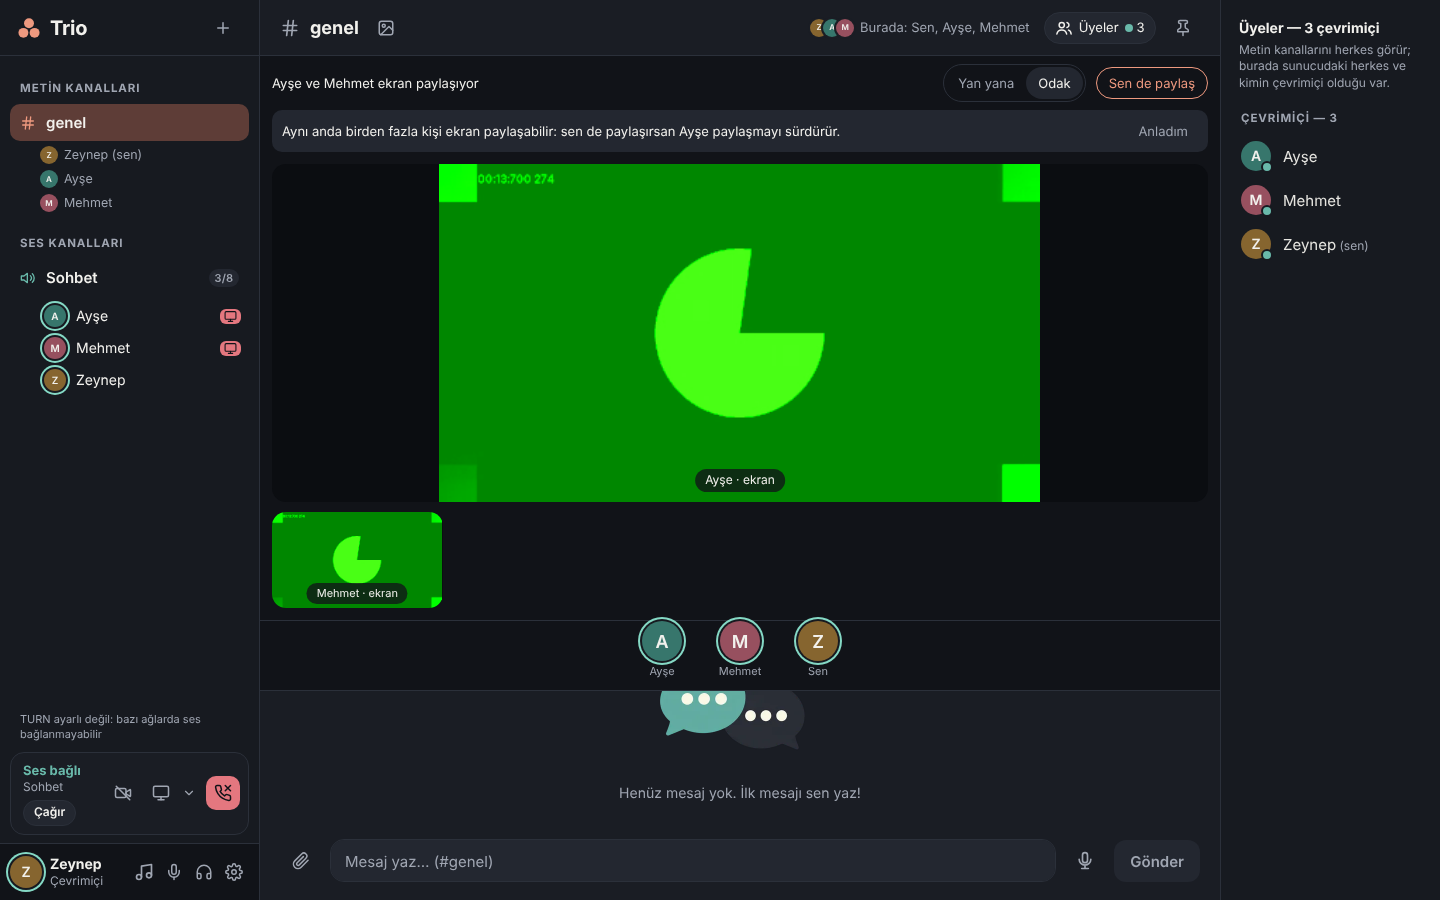 Trio
METİN KANALLARI
genel
Z Zeynep (sen)
A Ayşe
M Mehmet
SES KANALLARI
Sohbet 3/8
A Ayşe
M Mehmet
Z Zeynep
TURN ayarlı değil: bazı ağlarda ses
bağlanmayabilir
Ses bağlı
Sohbet
Çağır
Z Zeynep
Çevrimiçi
# genel
Z A M Burada: Sen, Ayşe, Mehmet
Üyeler 3
Ayşe ve Mehmet ekran paylaşıyor
Yan yana Odak Sen de paylaş
Aynı anda birden fazla kişi ekran paylaşabilir: sen de paylaşırsan Ayşe paylaşmayı sürdürür. Anladım
00:13:700 274
Ayşe · ekran
Mehmet · ekran
A M Z
Ayşe Mehmet Sen
Henüz mesaj yok. İlk mesajı sen yaz!
Mesaj yaz... (#genel) Gönder
Üyeler — 3 çevrimiçi
Metin kanallarını herkes görür;
burada sunucudaki herkes ve
kimin çevrimiçi olduğu var.
ÇEVRİMİÇİ — 3
A Ayşe
M Mehmet
Z Zeynep (sen)